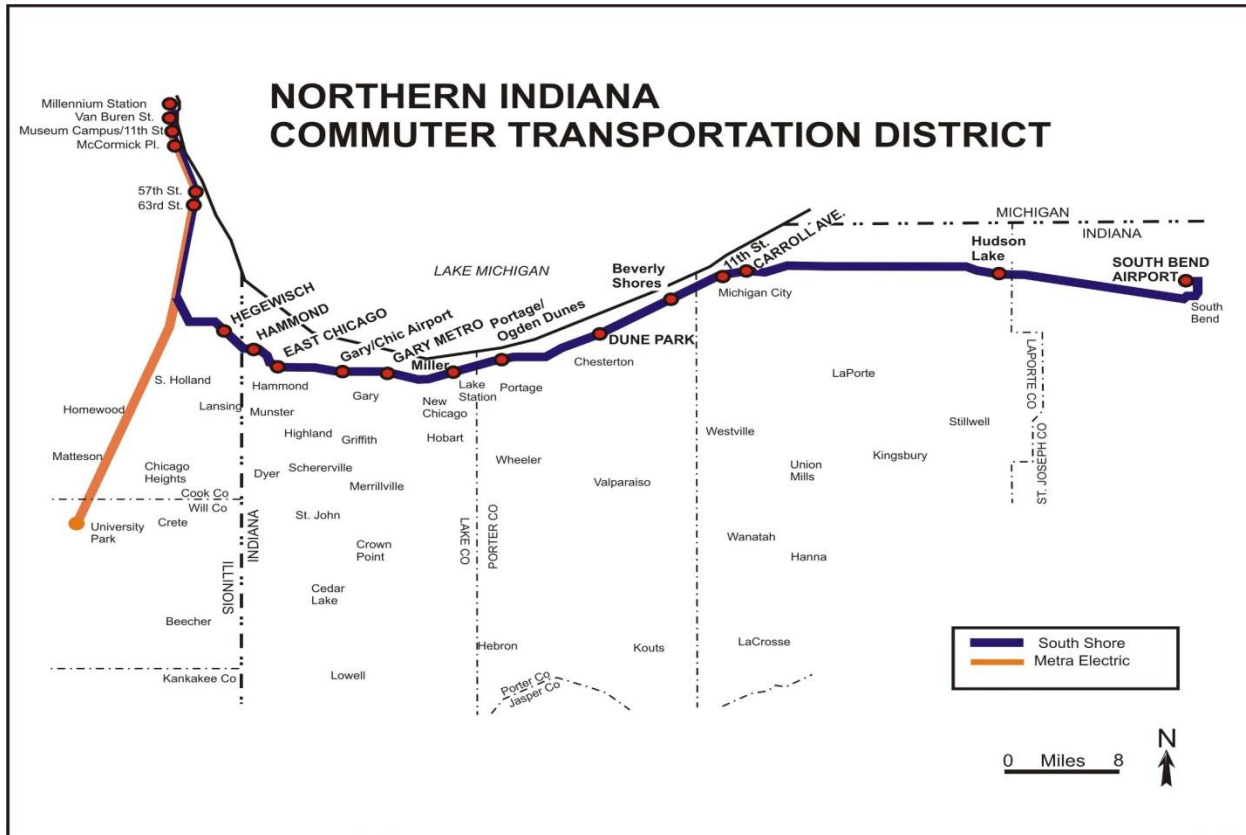 NORTHERN INDIANA
COMMUTER TRANSPORTATION DISTRICT
Millennium Station
Van Buren St.
Museum Campus/11th St
McCormick Pl.
57th St.
63rd St.
MICHIGAN
INDIANA
LAKE MICHIGAN
HEGEWISCH
HAMMOND
EAST CHICAGO
Gary/Chic Airport
GARY METRO
Miller
Portage/
Ogden Dunes
DUNE PARK
Beverly
Shores
11th St.
CARROLL AVE.
Hudson
Lake
SOUTH BEND
AIRPORT
Michigan City
South
Bend
S. Holland
Hammond
Gary
Lake
Station
Portage
Chesterton
LaPorte
LAPORTE CO
ST. JOSEPH CO
Homewood
Lansing
Munster
New
Chicago
Highland
Griffith
Hobart
Westville
Stillwell
Matteson
Chicago
Heights
Dyer
Schererville
Merrillville
Wheeler
Valparaiso
Union
Mills
Kingsbury
Cook Co
Will Co
University
Park
Crete
St. John
Crown
Point
ILLINOIS
INDIANA
LAKE CO
PORTER CO
Wanatah
Hanna
Cedar
Lake
Beecher
Hebron
Kouts
LaCrosse
Kankakee Co
Lowell
Porter Co
Jasper Co
South Shore
Metra Electric
N
0 Miles 8